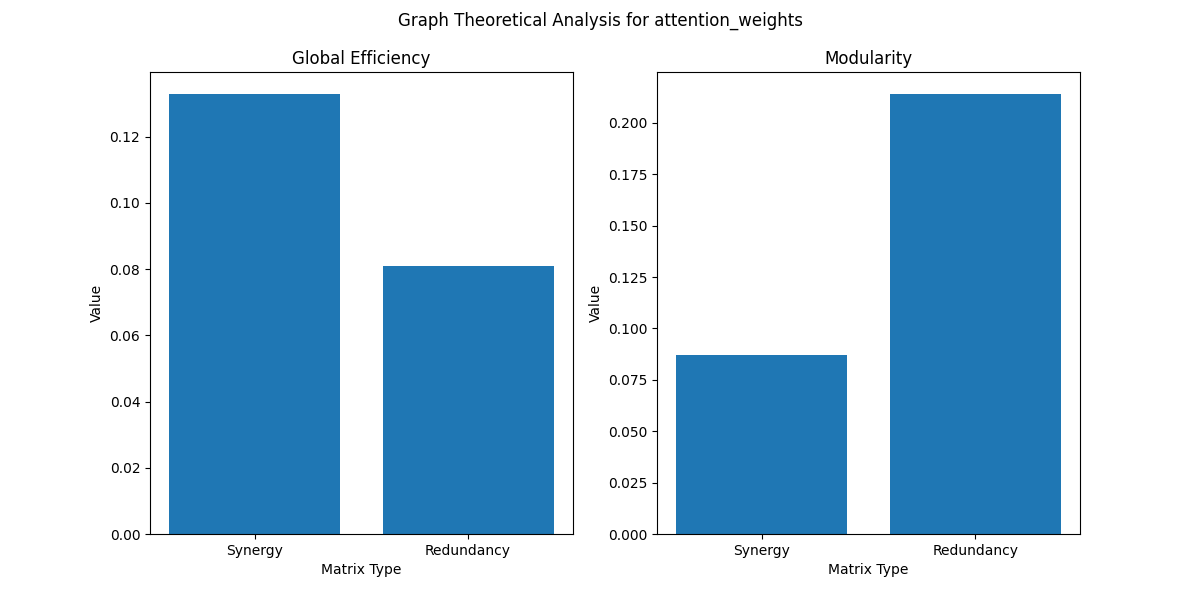 Graph Theoretical Analysis for attention_weights
Global Efficiency
Value
0.12
0.10
0.08
0.06
0.04
0.02
0.00
Synergy
Redundancy
Matrix Type
Modularity
Value
0.200
0.175
0.150
0.125
0.100
0.075
0.050
0.025
0.000
Synergy
Redundancy
Matrix Type